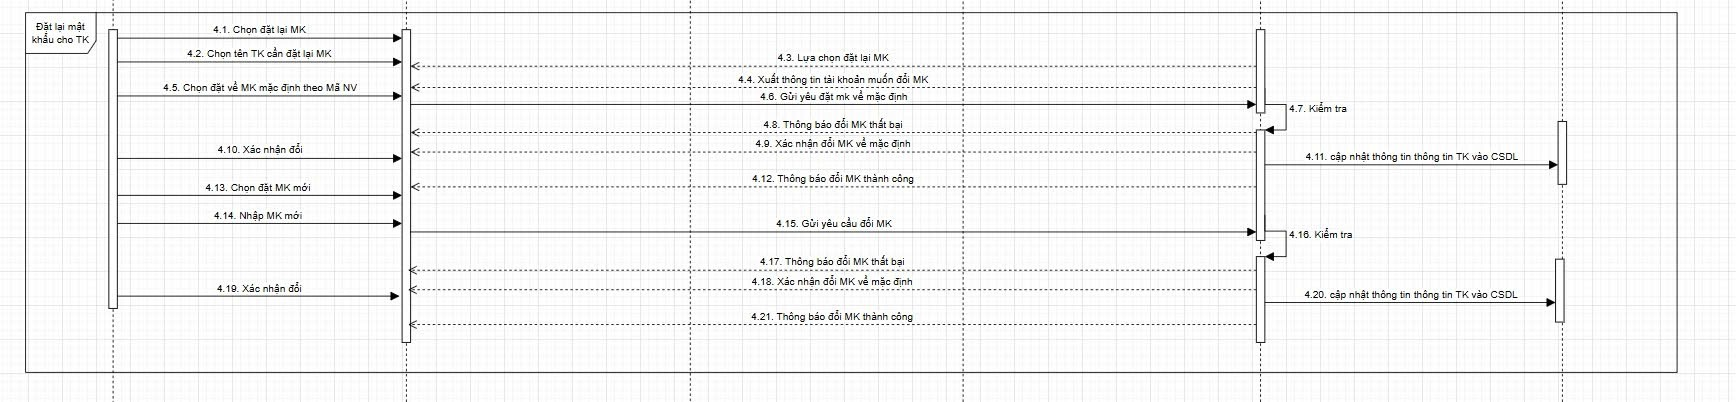 Đặt lại mật
khẩu cho TK
4.1. Chọn đặt lại MK
4.2. Chọn tên TK cần đặt lại MK
4.3. Lựa chọn đặt lại MK
4.4. Xuất thông tin tài khoản muốn đổi MK
4.5. Chọn đặt về MK mặc định theo Mã NV
4.6. Gửi yêu đặt mk về mặc định
4.7. Kiểm tra
4.8. Thông báo đổi MK thất bại
4.9. Xác nhận đổi MK về mặc định
4.10. Xác nhận đổi
4.11. cập nhật thông tin thông tin TK vào CSDL
4.12. Thông báo đổi MK thành công
4.13. Chọn đặt MK mới
4.14. Nhập MK mới
4.15. Gửi yêu cầu đổi MK
4.16. Kiểm tra
4.17. Thông báo đổi MK thất bại
4.18. Xác nhận đổi MK về mặc định
4.19. Xác nhận đổi
4.20. cập nhật thông tin thông tin TK vào CSDL
4.21. Thông báo đổi MK thành công